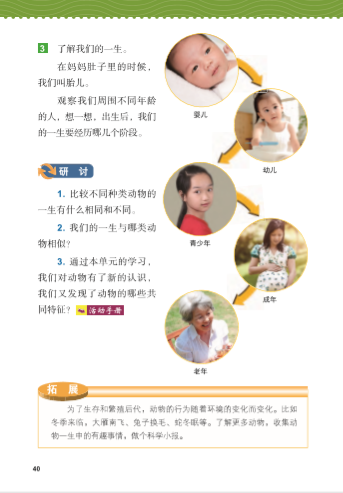 3 了解我们的一生。
在妈妈肚子里的时候，
我们叫胎儿。
观察我们周围不同年龄
的人，想一想，出生后，我们
的一生要经历哪几个阶段。
婴儿
幼儿
青少年
成年
老年
研 讨
1. 比较不同种类动物的
一生有什么相同和不同。
2. 我们的一生与哪类动
物相似？
3. 通过本单元的学习，
我们对动物有了新的认识，
我们又发现了动物的哪些共
同特征？ 活动手册
拓 展
为了生存和繁殖后代，动物的行为随着环境的变化而变化。比如
冬季来临，大雁南飞、兔子换毛、蛇冬眠等。了解更多动物，收集动
物一生中的有趣事情，做个科学小报。
40